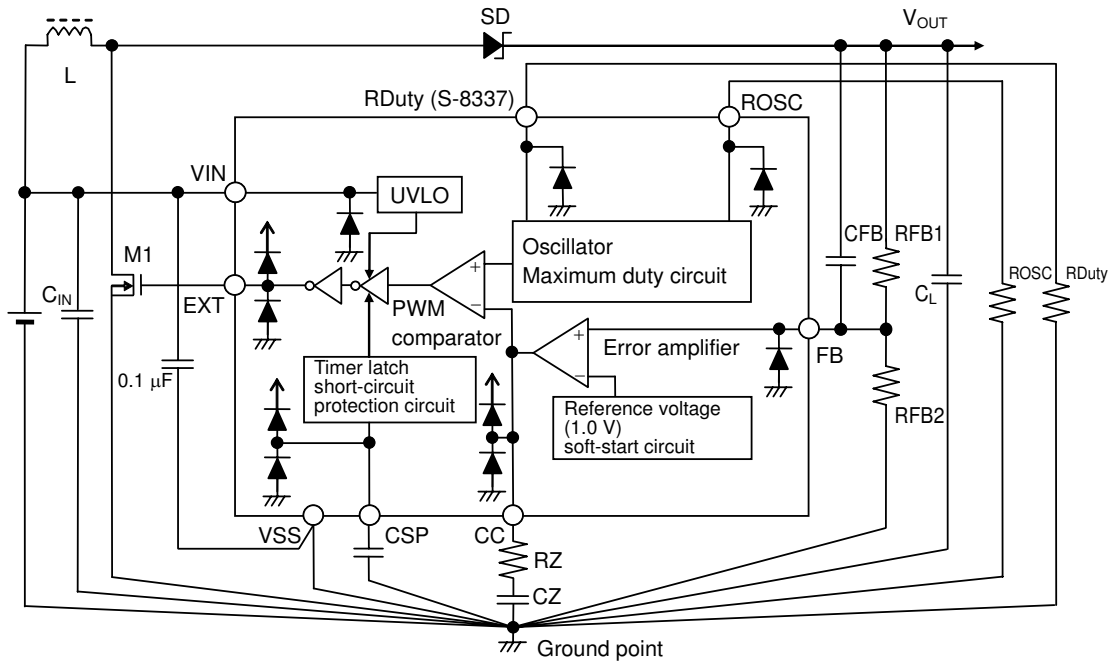 SD
VOUT
L
RDuty (S-8337)
ROSC
VIN
UVLO
M1
Oscillator
Maximum duty circuit
CFB
RFB1
CIN
EXT
PWM
comparator
+
−
CL
ROSC
RDuty
+
−
Error amplifier
FB
0.1 µF
Timer latch
short-circuit
protection circuit
Reference voltage
(1.0 V)
soft-start circuit
RFB2
VSS
CSP
CC
RZ
CZ
Ground point